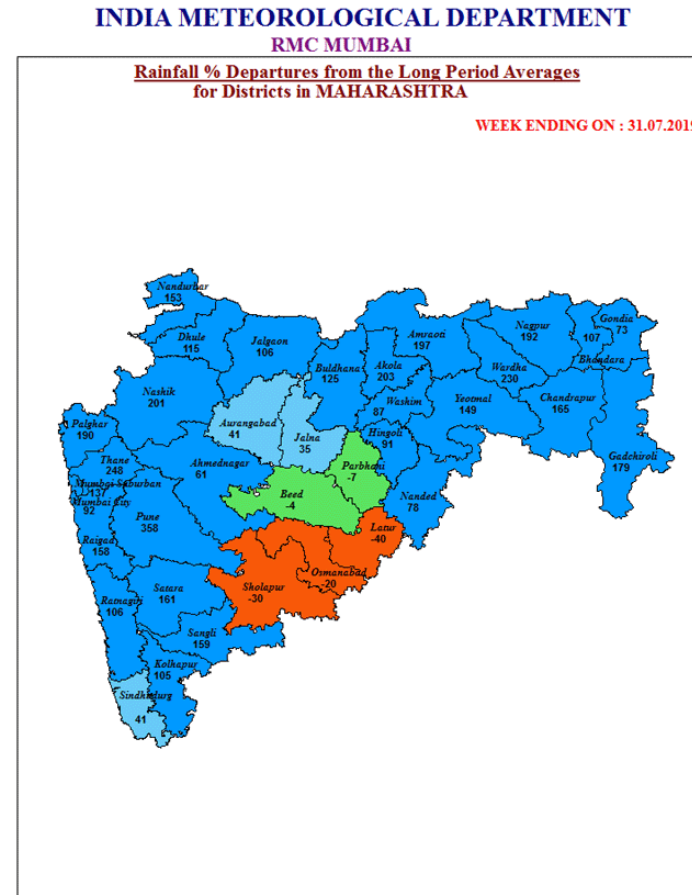 INDIA METEOROLOGICAL DEPARTMENT
RMC MUMBAI
Rainfall % Departures from the Long Period Averages
for Districts in MAHARASHTRA
WEEK ENDING ON : 31.07.2019
Nandurbar
153
Dhule
115
Jalgaon
106
Nashik
201
Buldhana
125
Akola
203
Amraoti
197
Nagpur
192
Gondia
73
107
Bhandara
Wardha
230
Washim
87
Yeotmal
149
Chandrapur
165
Gadchiroli
179
Aurangabad
41
Jalna
35
Hingoli
91
Parbhani
-7
Nanded
78
Palghar
190
Thane
248
Mumbai Suburban
137
Mumbai City
92
Ahmednagar
61
Beed
-4
Pune
358
Raigad
158
Latur
-40
Osmanabad
-20
Sholapur
-30
Satara
161
Ratnagiri
106
Sangli
159
Kolhapur
105
Sindhudurg
41